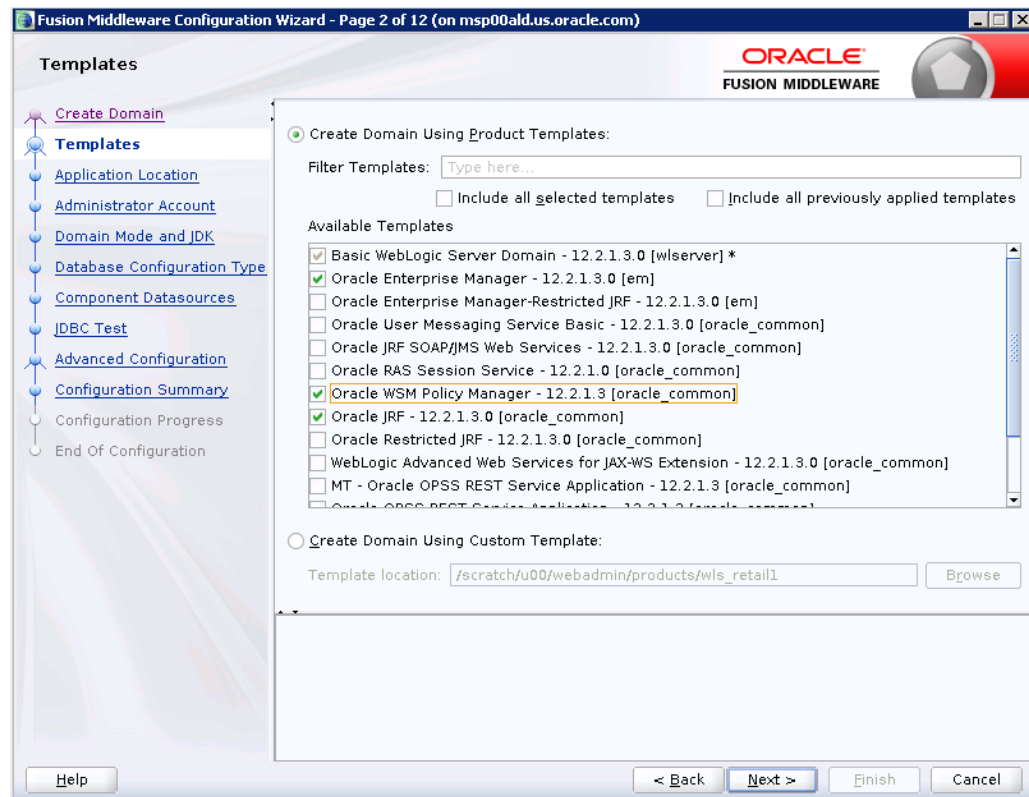 Fusion Middleware Configuration Wizard - Page 2 of 12 (on msp00ald.us.oracle.com)
Templates
ORACLE
FUSION MIDDLEWARE
Create Domain
Templates
Application Location
Administrator Account
Domain Mode and JDK
Database Configuration Type
Component Datasources
JDBC Test
Advanced Configuration
Configuration Summary
Configuration Progress
End Of Configuration
Create Domain Using Product Templates:
Filter Templates: Type here...
Include all selected templates Include all previously applied templates
Available Templates
Basic WebLogic Server Domain - 12.2.1.3.0 [wlserver] *
Oracle Enterprise Manager - 12.2.1.3.0 [em]
Oracle Enterprise Manager-Restricted JRF - 12.2.1.3.0 [em]
Oracle User Messaging Service Basic - 12.2.1.3.0 [oracle_common]
Oracle JRF SOAP/JMS Web Services - 12.2.1.3.0 [oracle_common]
Oracle RAS Session Service - 12.2.1.0 [oracle_common]
Oracle WSM Policy Manager - 12.2.1.3 [oracle_common]
Oracle JRF - 12.2.1.3.0 [oracle_common]
Oracle Restricted JRF - 12.2.1.3.0 [oracle_common]
WebLogic Advanced Web Services for JAX-WS Extension - 12.2.1.3.0 [oracle_common]
MT - Oracle OPSS REST Service Application - 12.2.1.3 [oracle_common]
Oracle OPSS REST Service Application - 12.2.1.3 [oracle_common]
Create Domain Using Custom Template:
Template location: /scratch/u00/webadmin/products/wls_retail1 Browse
Help < Back Next > Finish Cancel